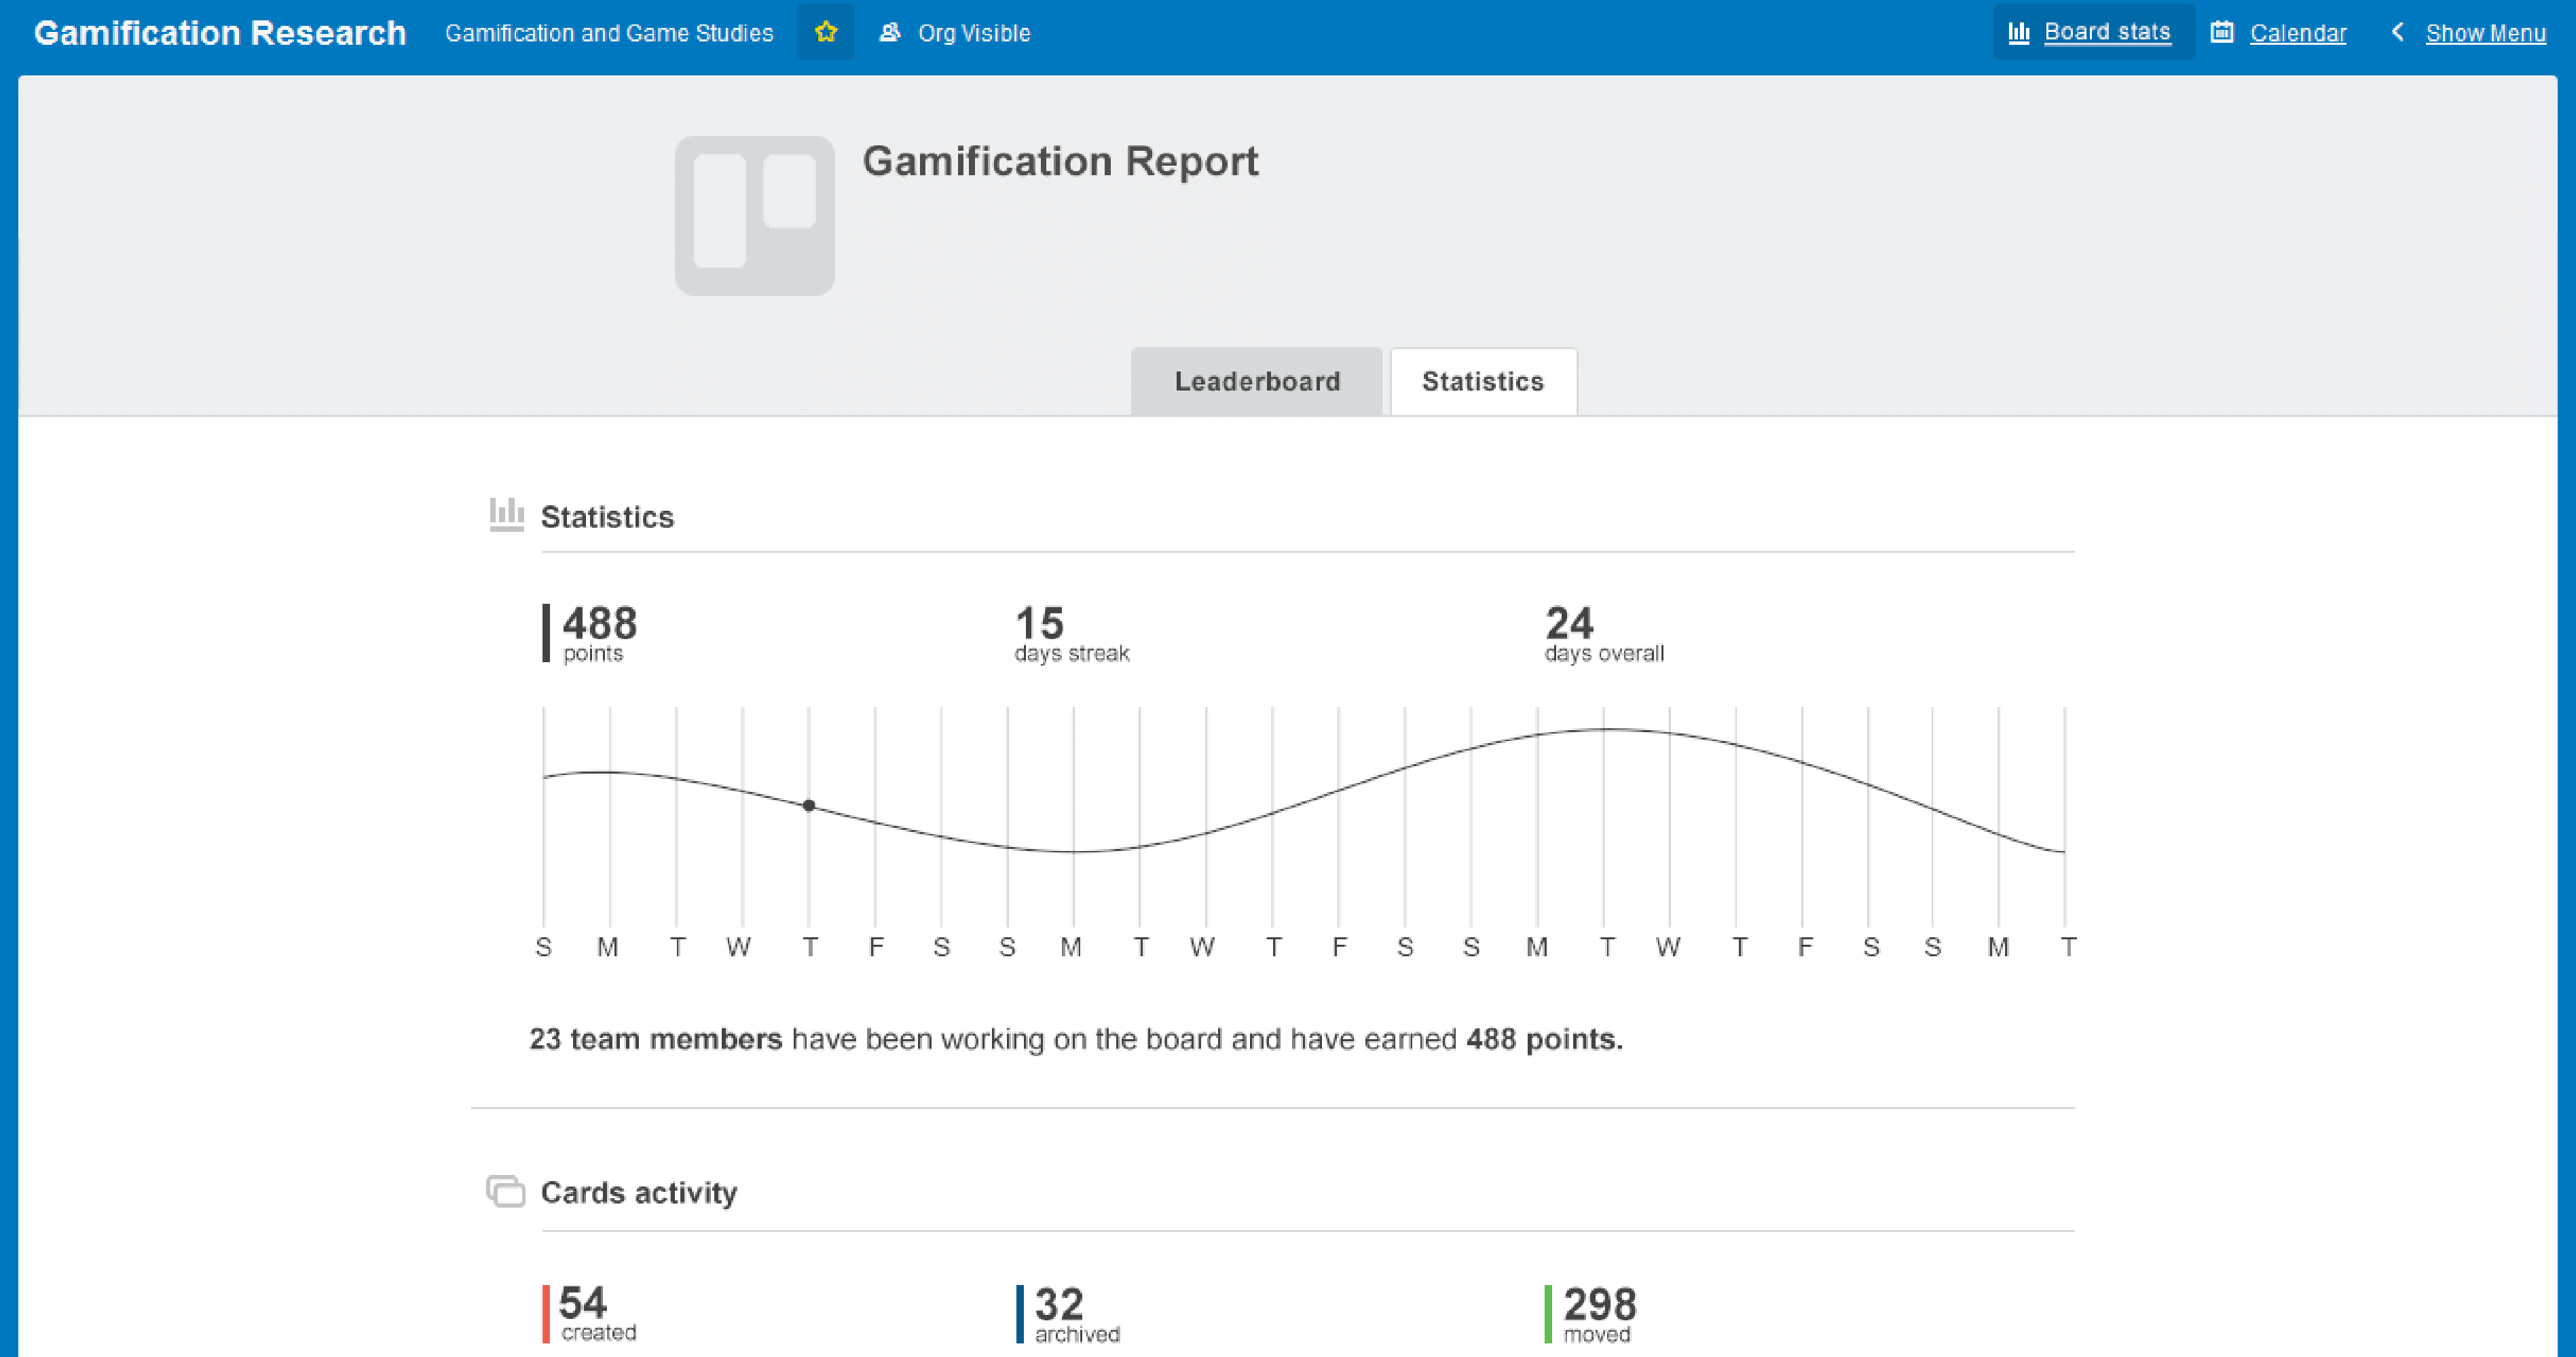 Gamification Research Gamification and Game Studies Org Visible Board stats Calendar Show Menu
Gamification Report
Leaderboard Statistics
Statistics
488 15 24
points days streak days overall
S M T W T F S S M T W T F S S M T W T F S S M T
23 team members have been working on the board and have earned 488 points.
Cards activity
54 32 298
created archived moved